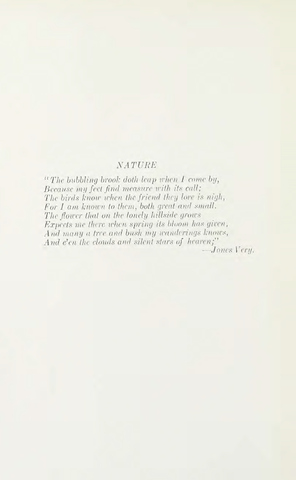 NATURE
"The bubbling brook doth leap when I come by,
Because my feet find measure with its call;
The birds know when the friend they love is nigh,
For I am known to them, both great and small.
The flower that on the lonely hillside grows
Expects me there when spring its bloom has given,
And many a tree and bush my wanderings knows,
And e'en the clouds and silent stars of heaven;"
—Jones Very.